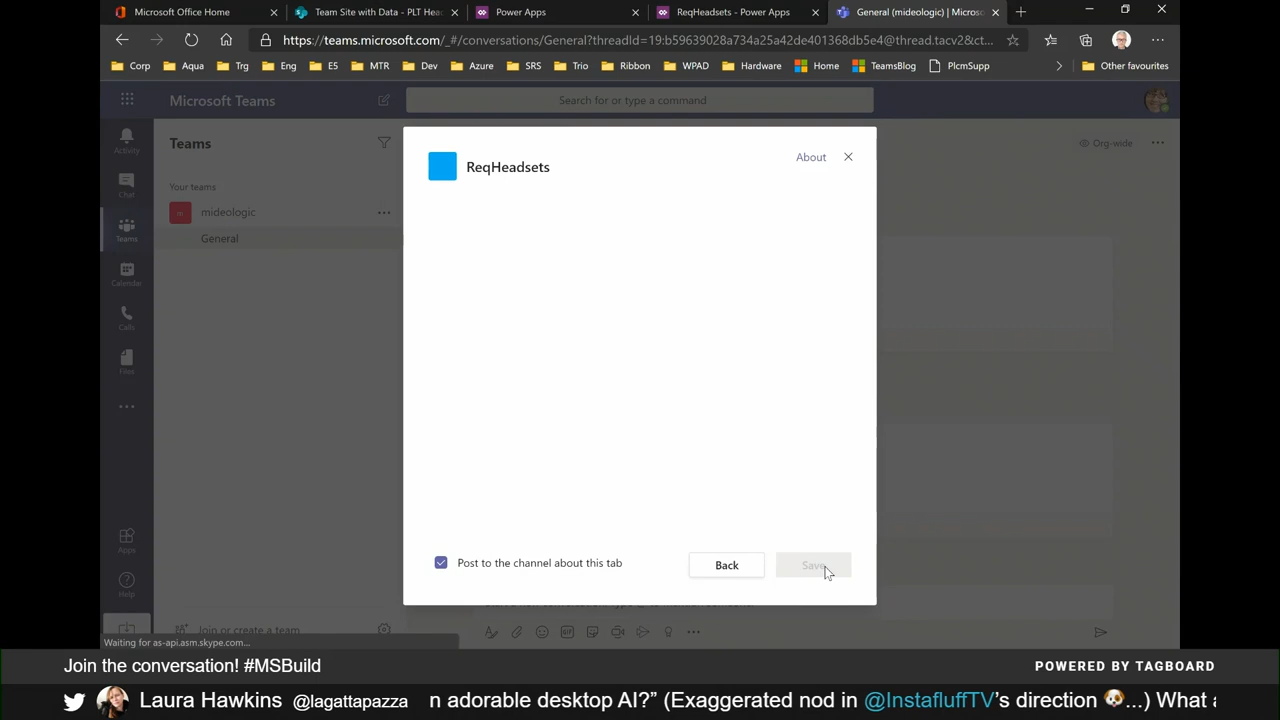 Microsoft Office Home
Team Site with Data - PLT Hea
Power Apps
ReqHeadsets - Power Apps
General (mideologic) | Micros
https://teams.microsoft.com/_#/conversations/General?threadId=19:b59639028a734a25a42de401368db5e4@thread.tacv2&ct...
Corp
Aqua
Trg
Eng
E5
MTR
Dev
Azure
SRS
Trio
Ribbon
WPAD
Hardware
Home
TeamsBlog
PlcmSupp
Other favourites
Microsoft Teams
Search for or type a command
Activity
Chat
Teams
Calendar
Calls
Files
Apps
Help
Teams
Your teams
m
mideologic
General
Org-wide
ReqHeadsets
About
Post to the channel about this tab
Back
Save
Join or create a team
Waiting for as-api.asm.skype.com...
Join the conversation! #MSBuild
POWERED BY TAGBOARD
Laura Hawkins @lagattapazza n adorable desktop AI?” (Exaggerated nod in @InstafluffTV’s direction 🐶...) What